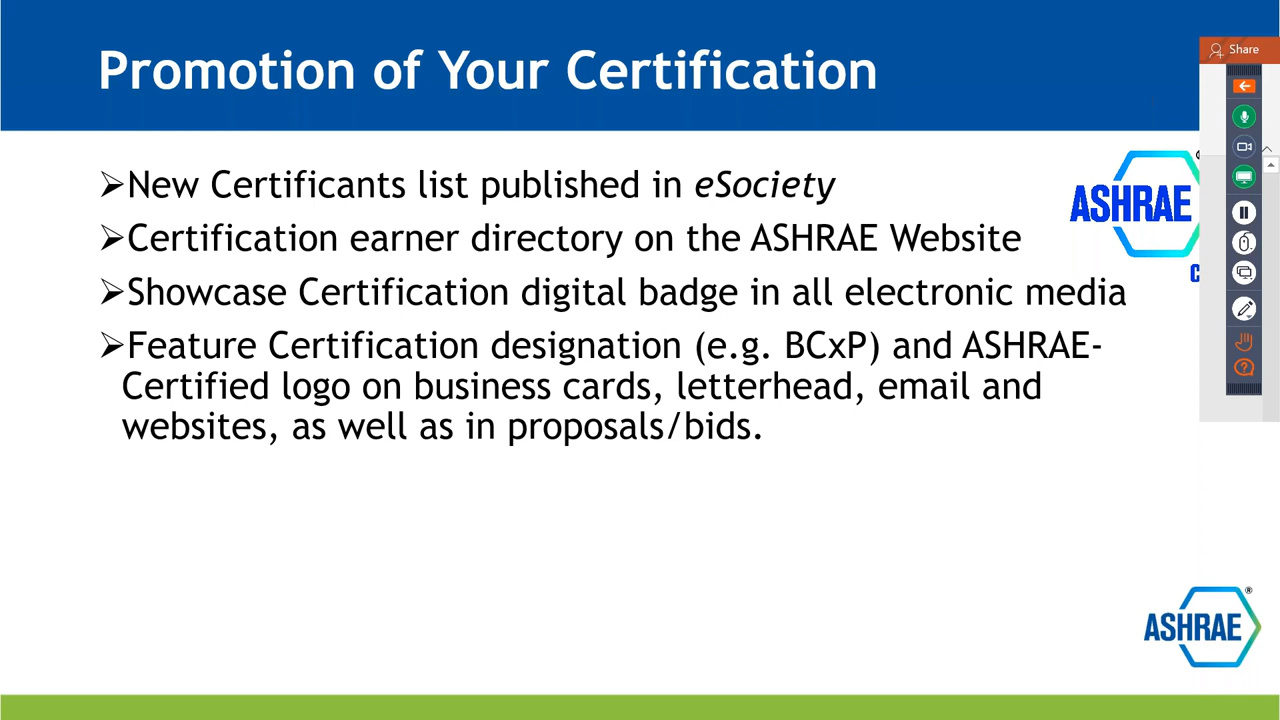 Promotion of Your Certification
Share
➢New Certificants list published in eSociety
ASHRAE
➢Certification earner directory on the ASHRAE Website
C
➢Showcase Certification digital badge in all electronic media
➢Feature Certification designation (e.g. BCxP) and ASHRAE-
Certified logo on business cards, letterhead, email and
websites, as well as in proposals/bids.
ASHRAE®